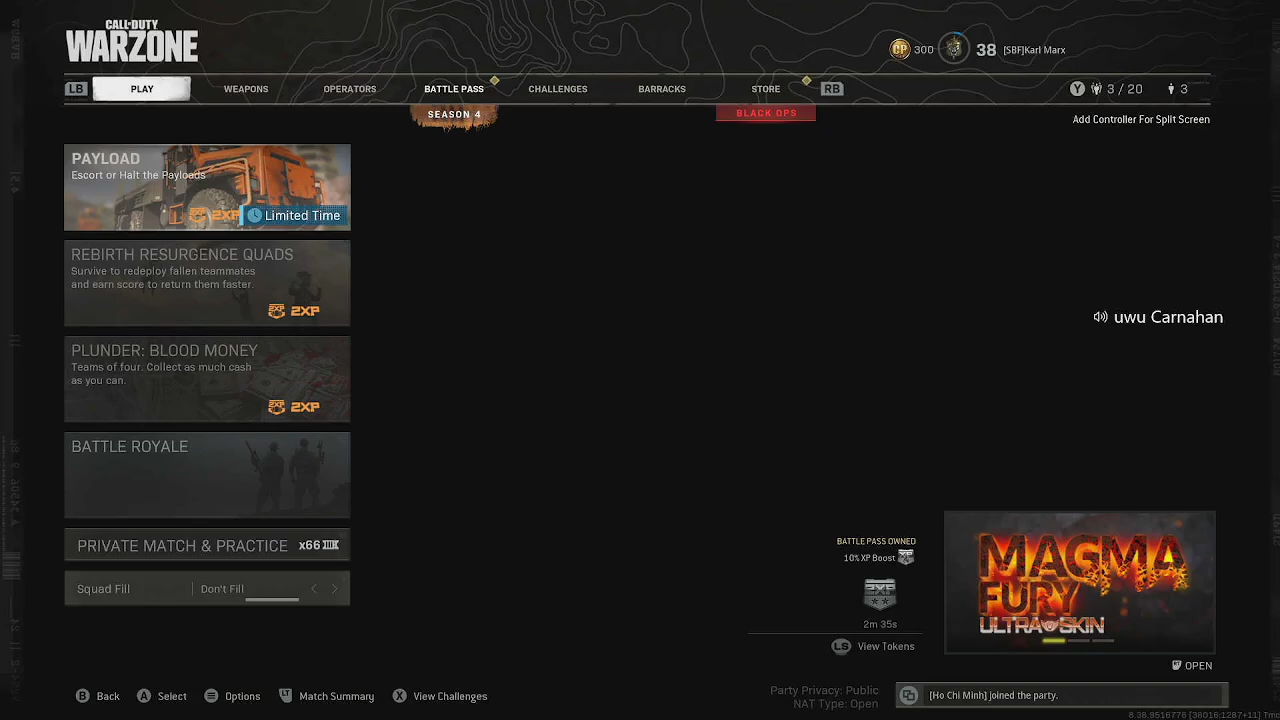 CALL OF DUTY
WARZONE
CP 300 38 [SBF]Karl Marx
LB PLAY WEAPONS OPERATORS BATTLE PASS CHALLENGES BARRACKS STORE RB Y 3 / 20 3
SEASON 4 BLACK OPS
Add Controller For Split Screen
PAYLOAD
Escort or Halt the Payloads
2XP Limited Time
REBIRTH RESURGENCE QUADS
Survive to redeploy fallen teammates
and earn score to return them faster.
2XP 2XP
uwu Carnahan
PLUNDER: BLOOD MONEY
Teams of four. Collect as much cash
as you can.
2XP 2XP
BATTLE ROYALE
PRIVATE MATCH & PRACTICE x66
Squad Fill Don't Fill
BATTLE PASS OWNED
10% XP Boost
2XP
2m 35s
LS View Tokens
MAGMA
FURY
ULTRA SKIN
OPEN
B Back A Select Options LT Match Summary X View Challenges
Party Privacy: Public
NAT Type: Open
[Ho Chi Minh] joined the party.